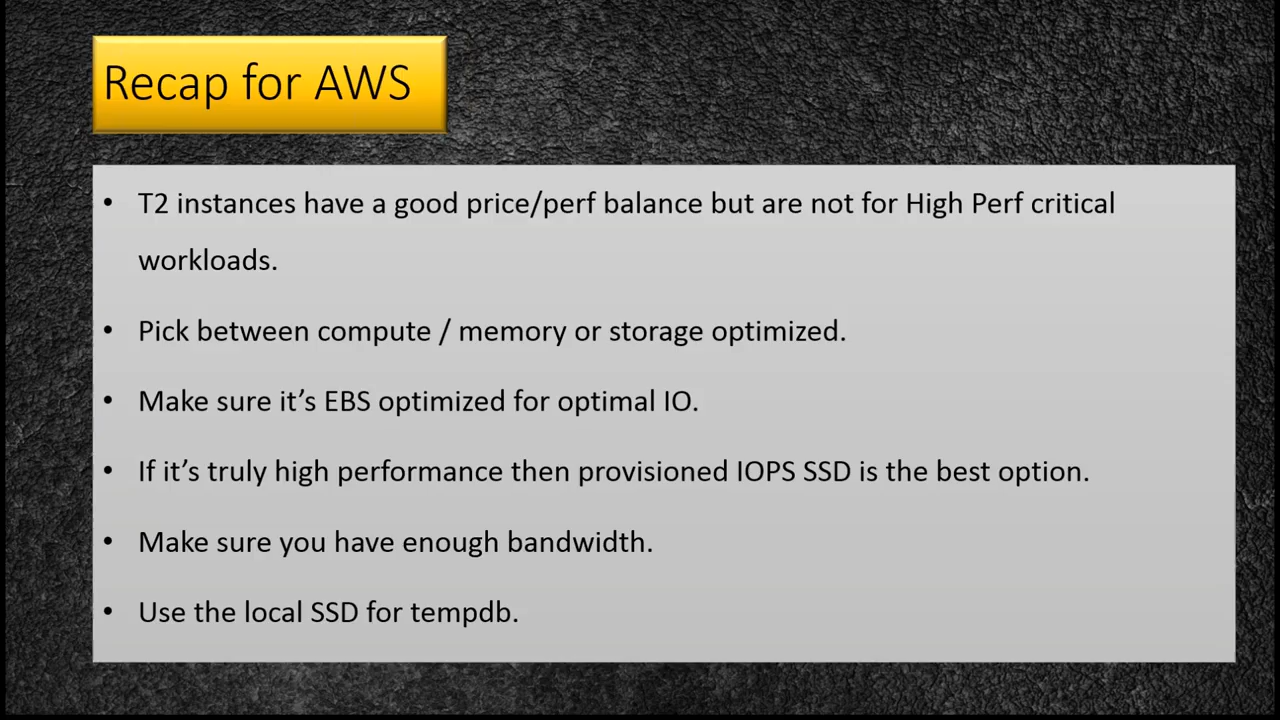 Recap for AWS
• T2 instances have a good price/perf balance but are not for High Perf critical
workloads.
• Pick between compute / memory or storage optimized.
• Make sure it’s EBS optimized for optimal IO.
• If it’s truly high performance then provisioned IOPS SSD is the best option.
• Make sure you have enough bandwidth.
• Use the local SSD for tempdb.